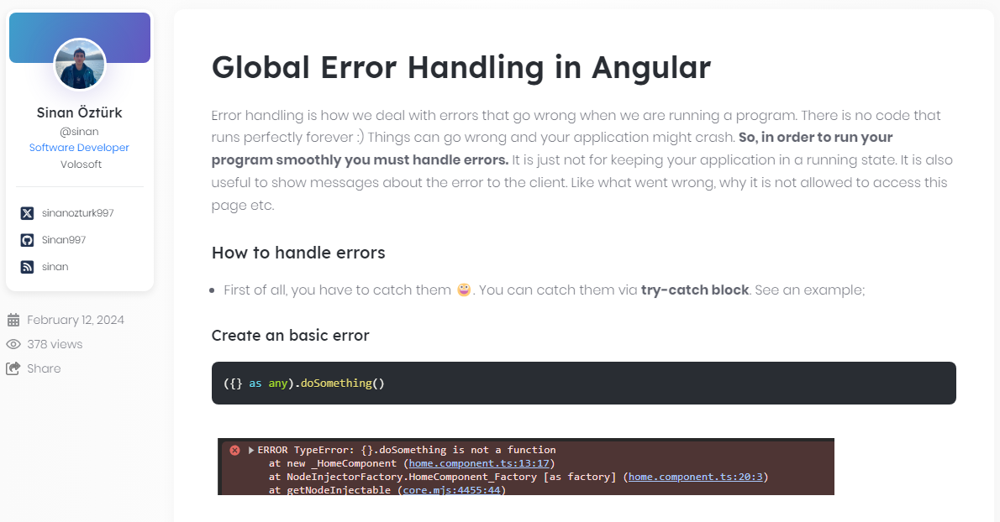 Sinan Öztürk
@sinan
Software Developer
Volosoft
sinanozturk997
Sinan997
sinan
February 12, 2024
378 views
Share
Global Error Handling in Angular
Error handling is how we deal with errors that go wrong when we are running a program. There is no code that
runs perfectly forever :) Things can go wrong and your application might crash. So, in order to run your
program smoothly you must handle errors. It is just not for keeping your application in a running state. It is also
useful to show messages about the error to the client. Like what went wrong, why it is not allowed to access this
page etc.
How to handle errors
First of all, you have to catch them 😀. You can catch them via try-catch block. See an example;
Create an basic error
({} as any).doSomething()
ERROR TypeError: {}.doSomething is not a function
at new _HomeComponent (home.component.ts:13:17)
at NodeInjectorFactory.HomeComponent_Factory [as factory] (home.component.ts:20:3)
at getNodeInjectable (core.mjs:4455:44)